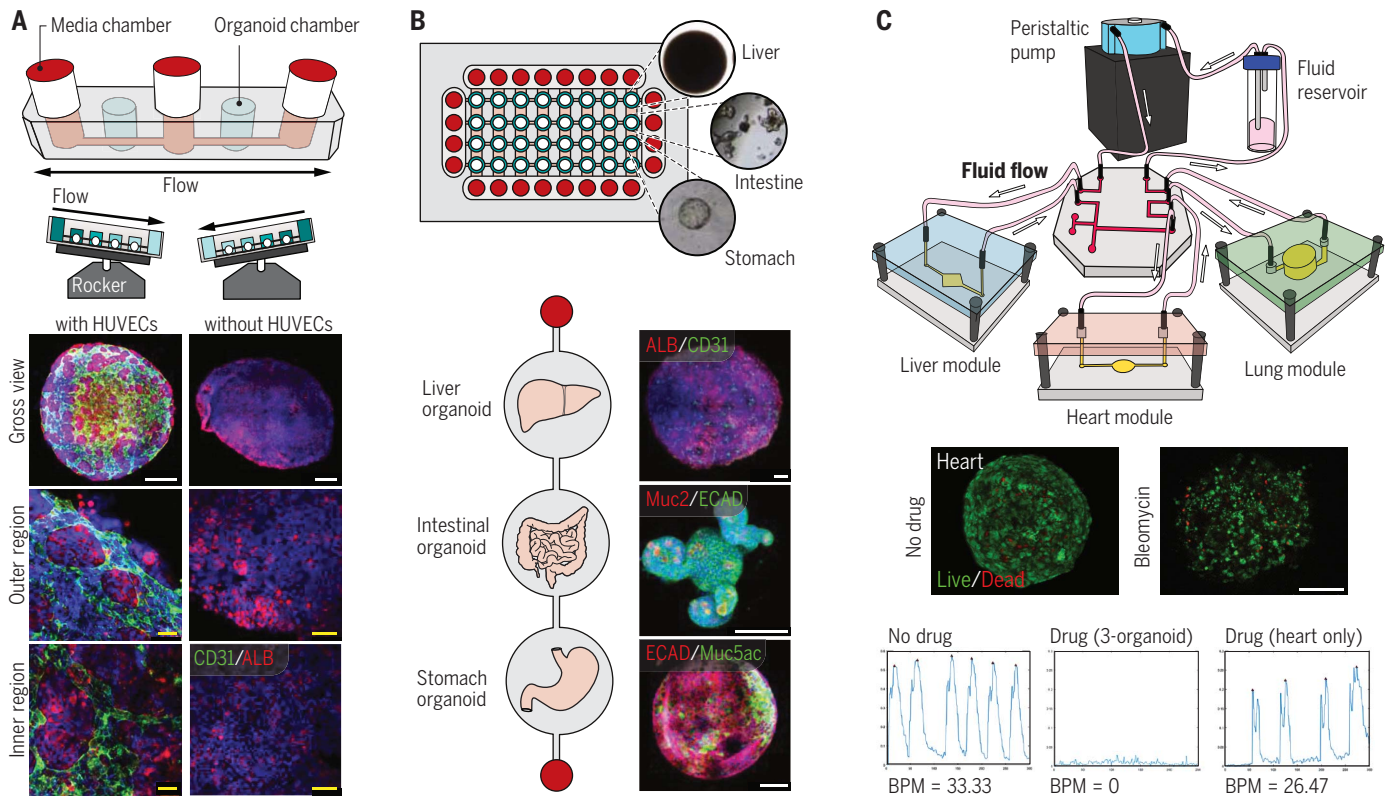 A
Media chamber
Organoid chamber
Flow
Flow
Rocker
with HUVECs
without HUVECs
Gross view
Outer region
Inner region
CD31/ALB
B
Liver
Intestine
Stomach
Liver
organoid
Intestinal
organoid
Stomach
organoid
ALB/CD31
Muc2/ECAD
ECAD/Muc5ac
C
Peristaltic
pump
Fluid
reservoir
Fluid flow
Liver module
Heart module
Lung module
Heart
No drug
Live/Dead
Bleomycin
No drug
Drug (3-organoid)
Drug (heart only)
BPM = 33.33
BPM = 0
BPM = 26.47